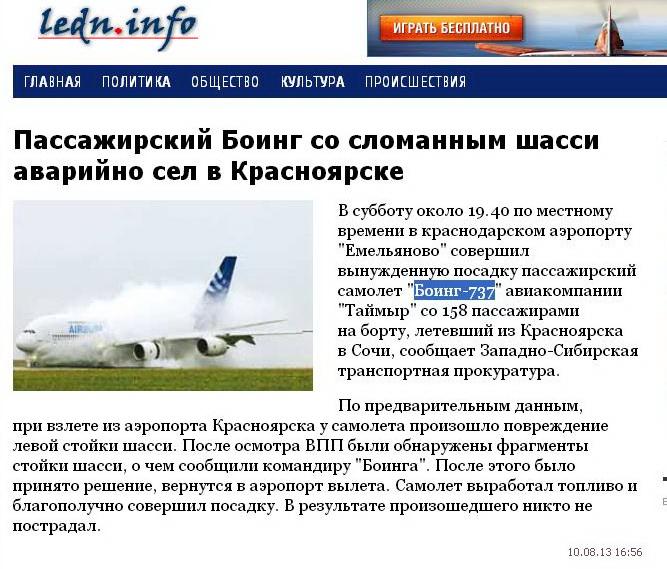 ledn.info
ИГРАТЬ БЕСПЛАТНО
ГЛАВНАЯ ПОЛИТИКА ОБЩЕСТВО КУЛЬТУРА ПРОИСШЕСТВИЯ
Пассажирский Боинг со сломанным шасси
аварийно сел в Красноярске
В субботу около 19.40 по местному
времени в краснодарском аэропорту
"Емельяново" совершил
вынужденную посадку пассажирский
самолет "Боинг-737" авиакомпании
"Таймыр" со 158 пассажирами
на борту, летевший из Красноярска
в Сочи, сообщает Западно-Сибирская
транспортная прокуратура.
AIRBUS
По предварительным данным,
при взлете из аэропорта Красноярска у самолета произошло повреждение
левой стойки шасси. После осмотра ВПП были обнаружены фрагменты
стойки шасси, о чем сообщили командиру "Боинга". После этого было
принято решение, вернутся в аэропорт вылета. Самолет выработал топливо и
благополучно совершил посадку. В результате произошедшего никто не
пострадал.
10.08.13 16:56